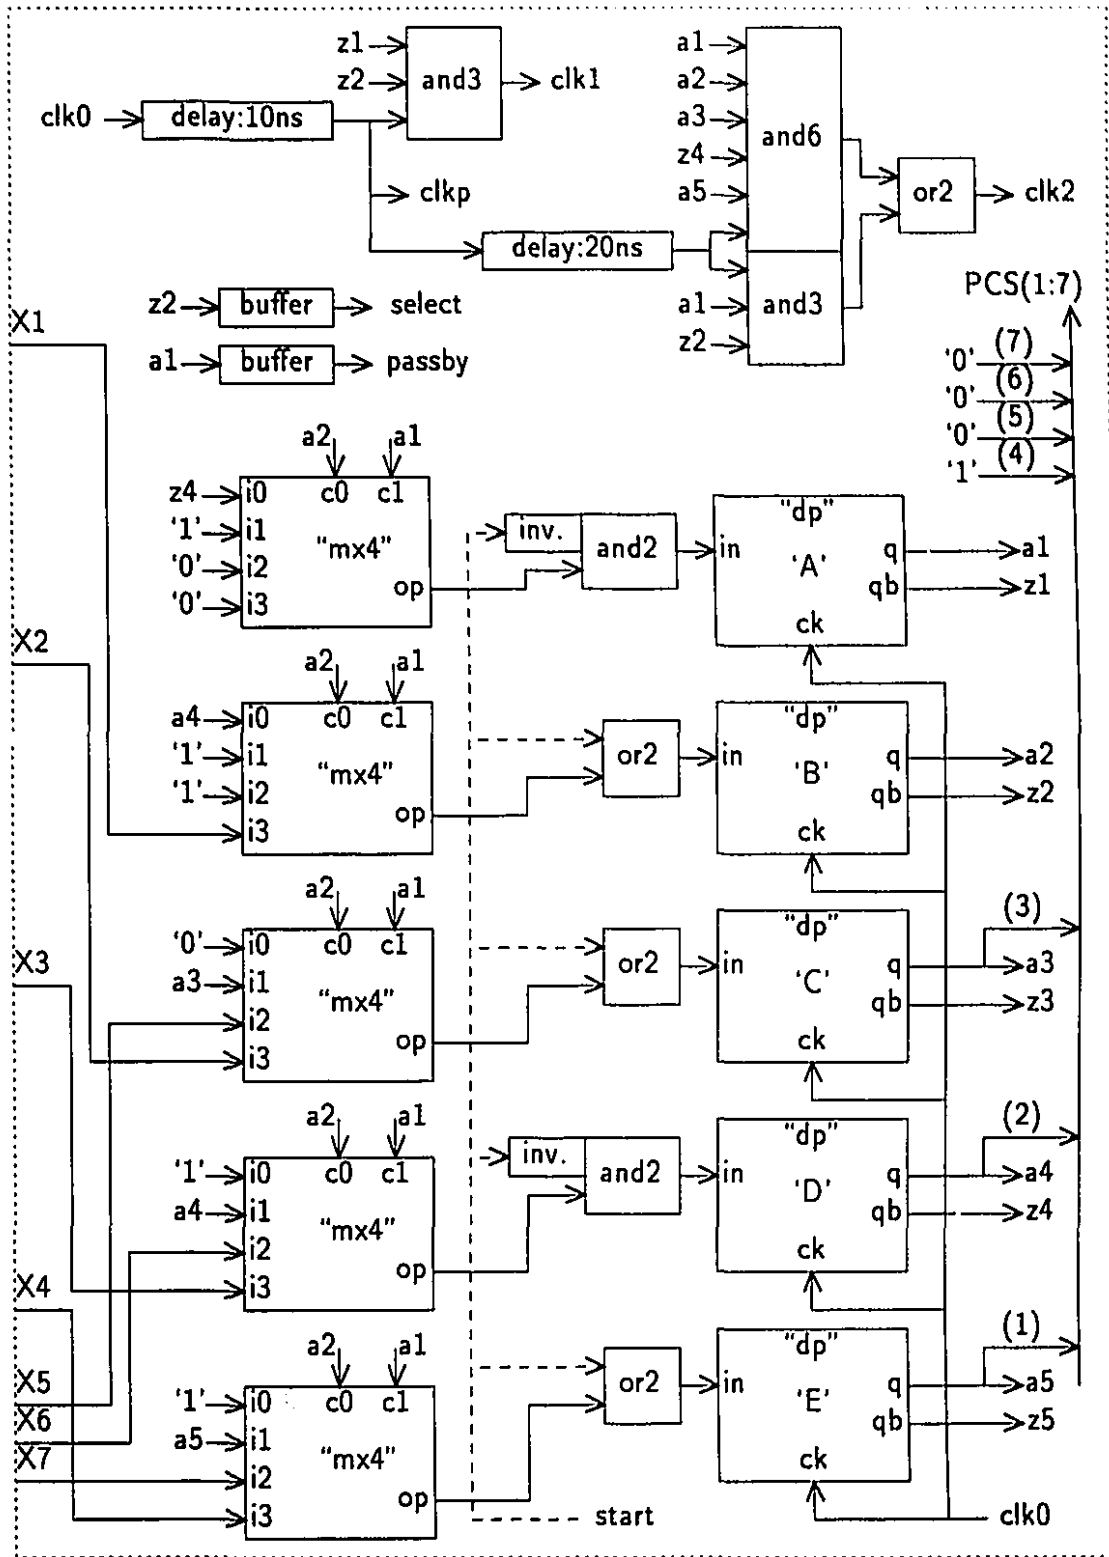 z1
z2
and3
clk1
clk0
delay:10ns
clkp
a1
a2
a3
z4
a5
and6
or2
clk2
delay:20ns
and3
a1
z2
z2 buffer select
a1 buffer passby
PCS(1:7)
'0' (7)
'0' (6)
'0' (5)
'1' (4)
X1
X2
X3
X4
X5
X6
X7
a2 a1
z4 i0 c0 c1
'1' i1
"mx4"
'0' i2
op
'0' i3
inv.
and2
"dp"
in 'A' q a1
qb z1
ck
a2 a1
a4 i0 c0 c1
'1' i1
"mx4"
'1' i2
op
i3
or2
"dp"
in 'B' q a2
qb z2
ck
a2 a1
'0' i0 c0 c1
a3 i1
"mx4"
i2
op
i3
or2
"dp"
(3)
in 'C' q a3
qb z3
ck
a2 a1
'1' i0 c0 c1
a4 i1
"mx4"
i2
op
i3
inv.
and2
"dp"
(2)
in 'D' q a4
qb z4
ck
a2 a1
'1' i0 c0 c1
a5 i1
"mx4"
i2
op
i3
or2
"dp"
(1)
in 'E' q a5
qb z5
ck
start
clk0